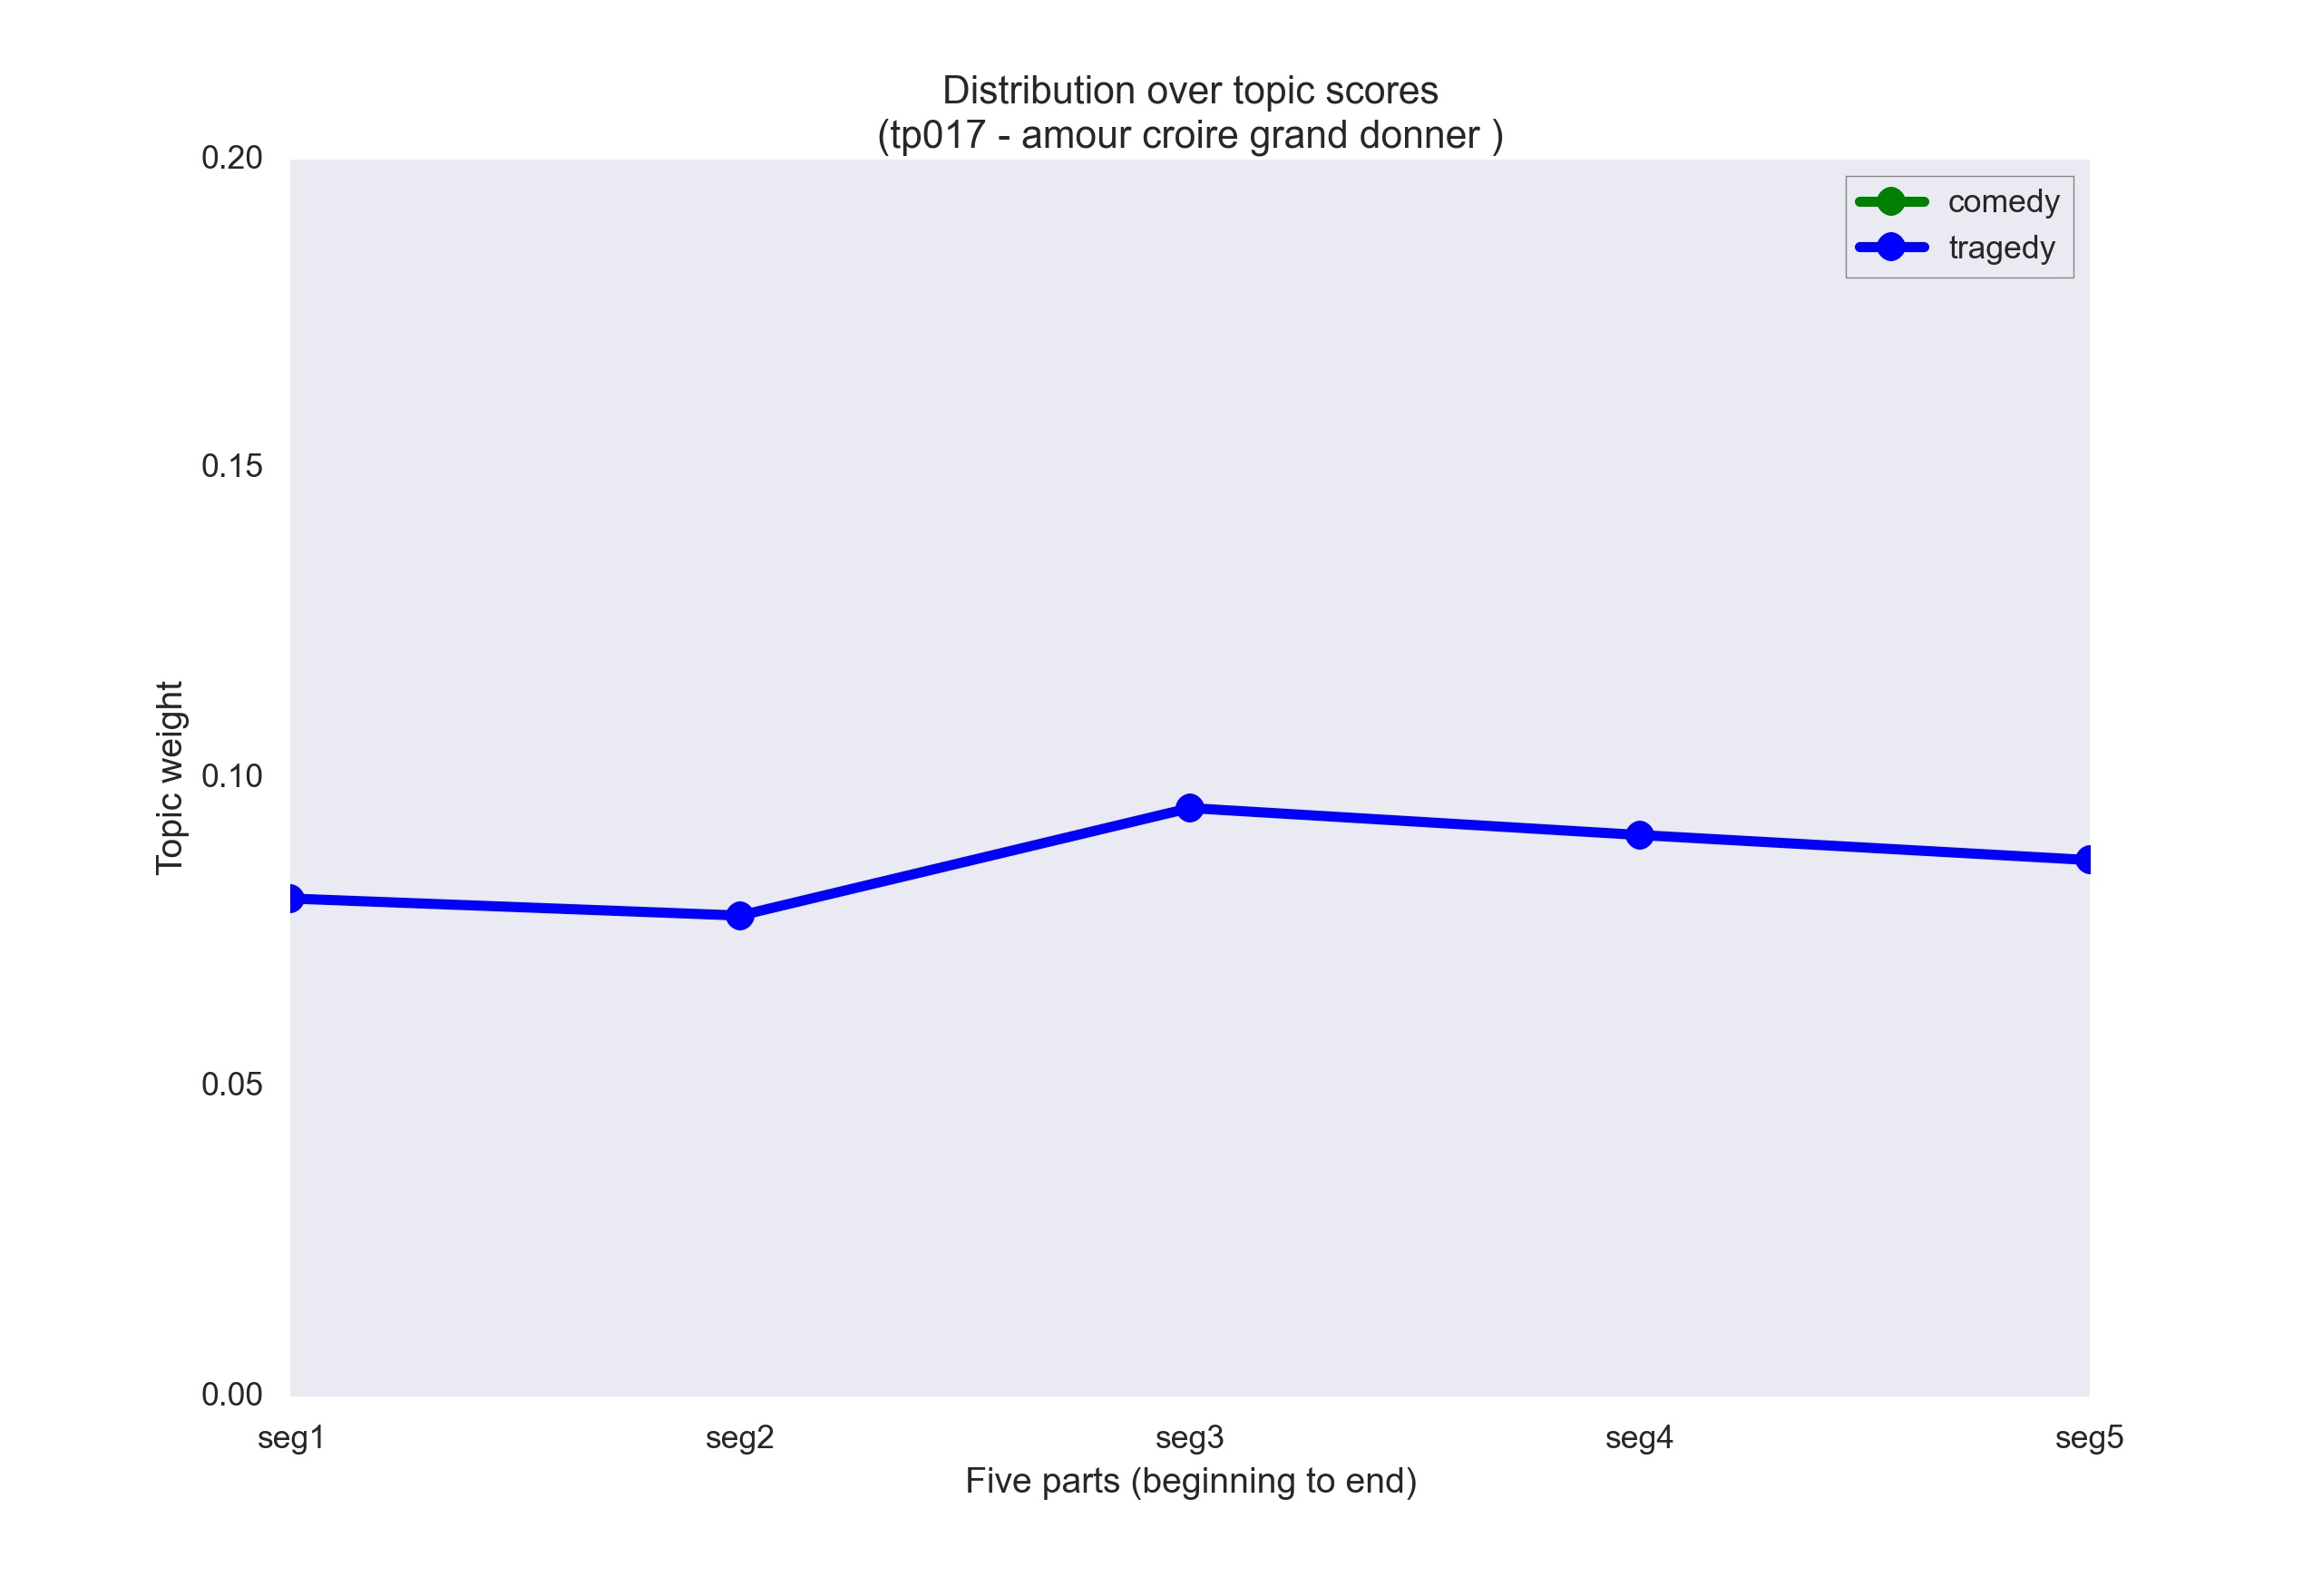 Distribution over topic scores
(tp017 - amour croire grand donner )
comedy
tragedy
Topic weight
0.20
0.15
0.10
0.05
0.00
seg1 seg2 seg3 seg4 seg5
Five parts (beginning to end)